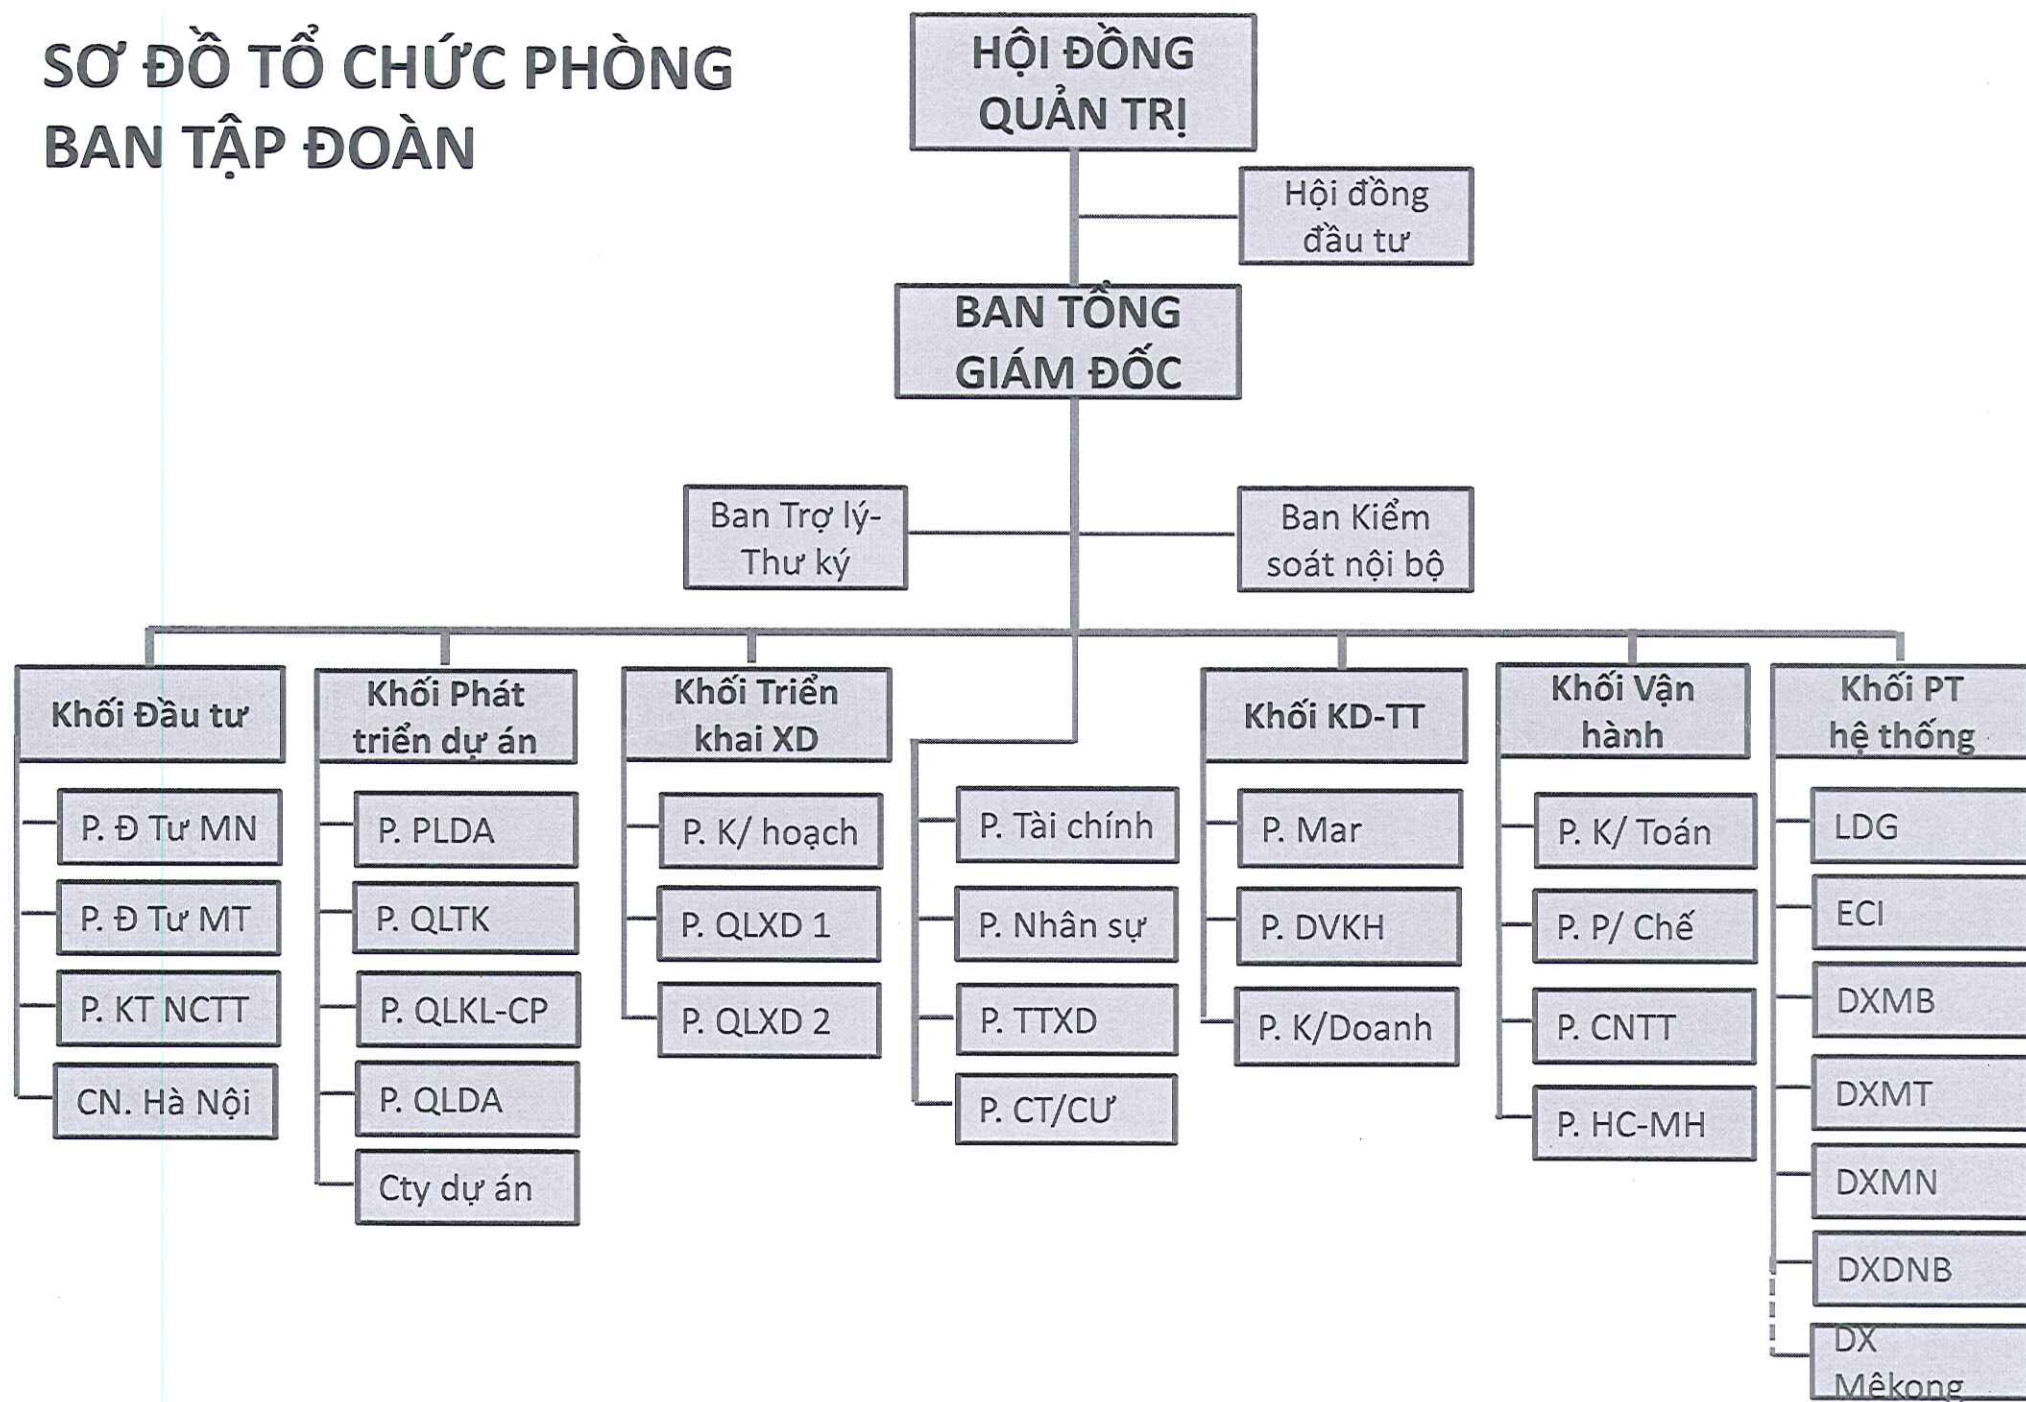 SƠ ĐỒ TỔ CHỨC PHÒNG
BAN TẬP ĐOÀN
HỘI ĐỒNG
QUẢN TRỊ
Hội đồng
đầu tư
BAN TỔNG
GIÁM ĐỐC
Ban Trợ lý-
Thư ký
Ban Kiểm
soát nội bộ
Khối Đầu tư
P. Đ Tư MN
P. Đ Tư MT
P. KT NCTT
CN. Hà Nội
Khối Phát
triển dự án
P. PLDA
P. QLTK
P. QLKL-CP
P. QLDA
Cty dự án
Khối Triển
khai XD
P. K/ hoạch
P. QLXD 1
P. QLXD 2
P. Tài chính
P. Nhân sự
P. TTXD
P. CT/CƯ
Khối KD-TT
P. Mar
P. DVKH
P. K/Doanh
Khối Vận
hành
P. K/ Toán
P. P/ Chế
P. CNTT
P. HC-MH
Khối PT
hệ thống
LDG
ECI
DXMB
DXMT
DXMN
DXDNB
DX
Mêkong